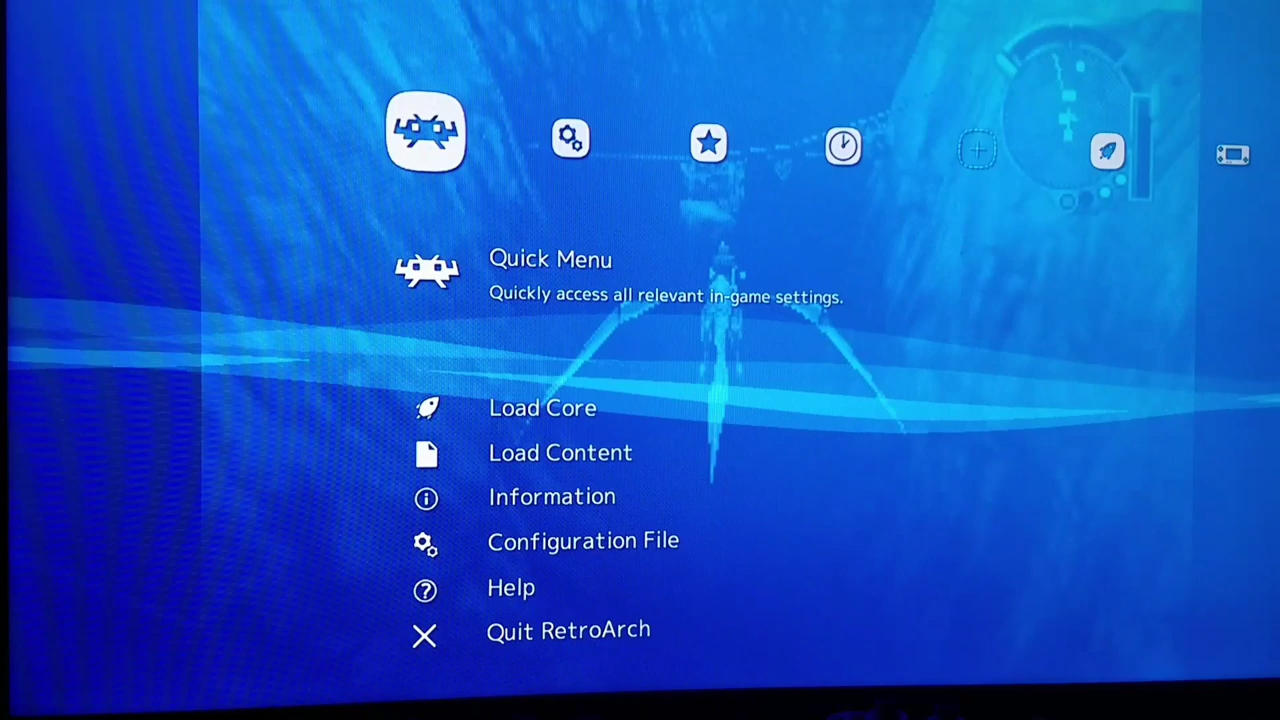 Quick Menu
Quickly access all relevant in-game settings.
Load Core
Load Content
Information
Configuration File
Help
Quit RetroArch